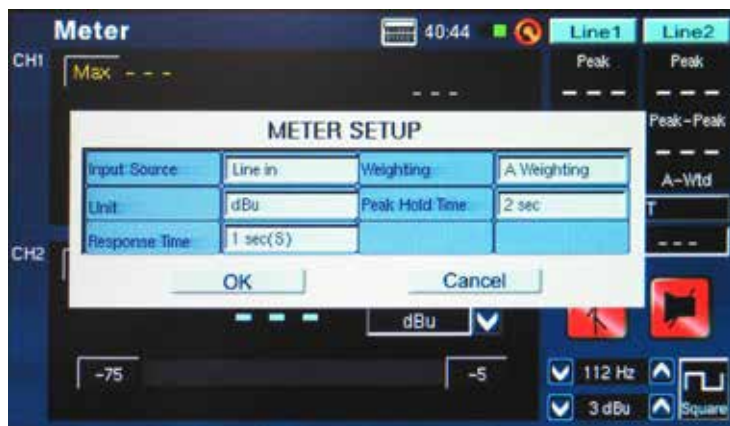 Meter
40:44
Line1
Line2
CH1
Max - - -
- - -
Peak
Peak
- - -
- - -
Peak-Peak
- - -
A-Wtd
METER SETUP
Input Source
Line in
Weighting
A Weighting
Unit
dBu
Peak Hold Time
2 sec
Response Time
1 sec(S)
OK
Cancel
T
- - -
CH2
- - -
dBu
-75
-5
112 Hz
3 dBu
Square